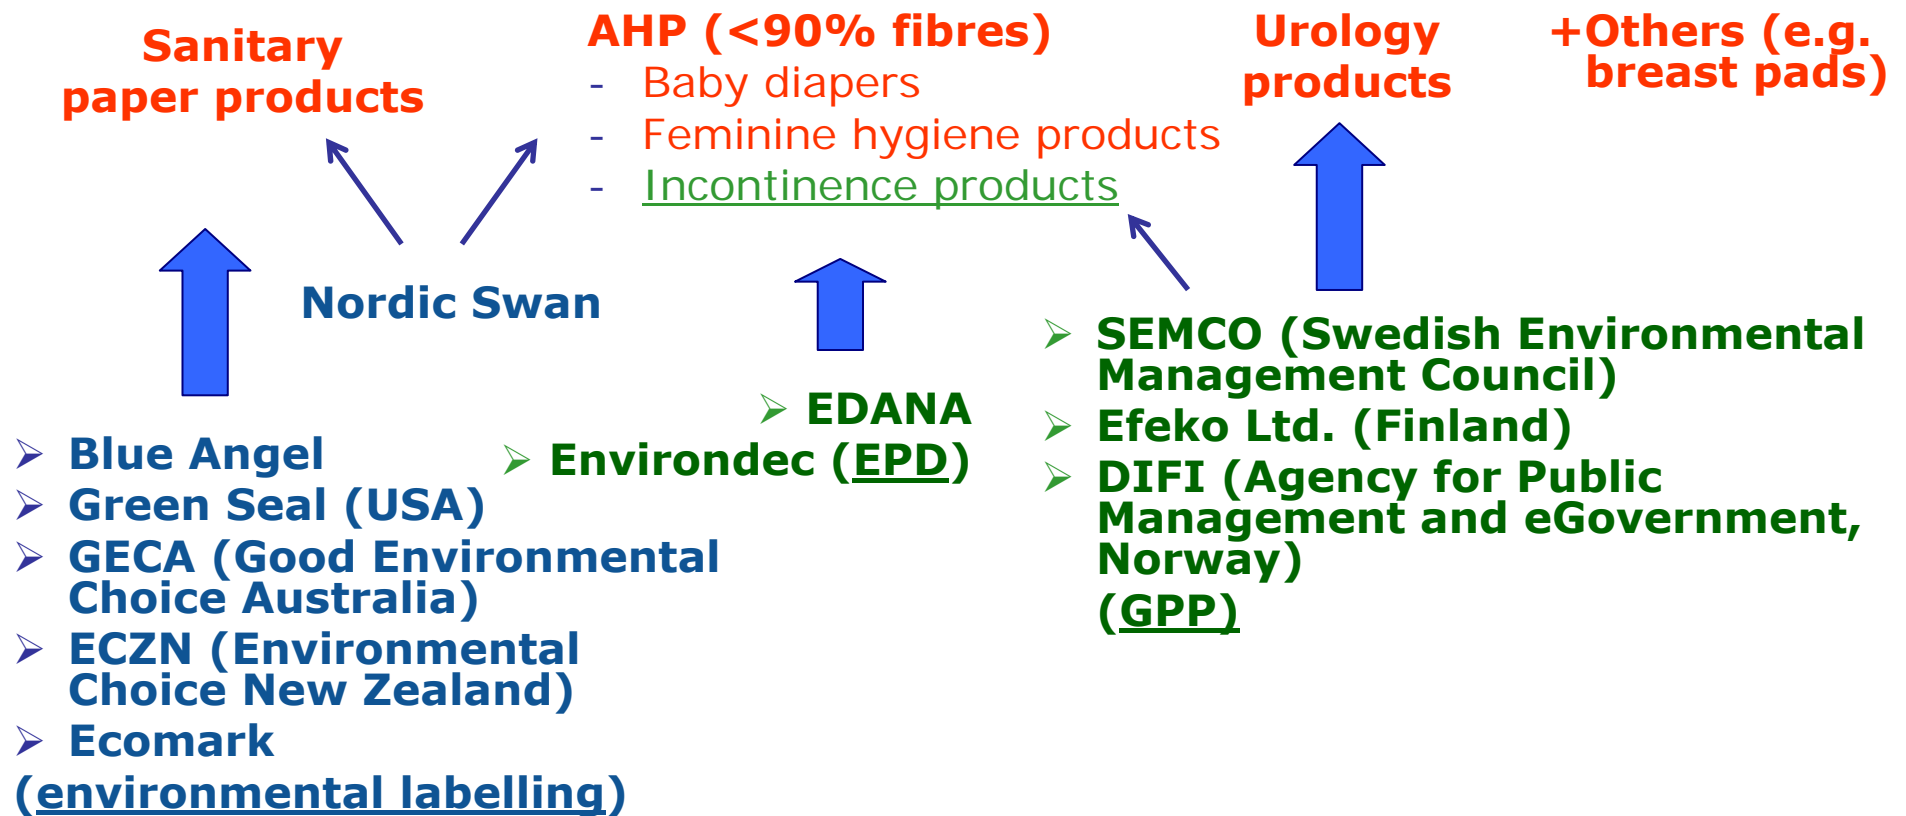 Sanitary
paper products
AHP (<90% fibres)
- Baby diapers
- Feminine hygiene products
- Incontinence products
Urology
products
+Others (e.g.
breast pads)
Nordic Swan
➢ Blue Angel
➢ Green Seal (USA)
➢ GECA (Good Environmental
Choice Australia)
➢ ECZN (Environmental
Choice New Zealand)
➢ Ecomark
(environmental labelling)
➢ EDANA
➢ Environdec (EPD)
➢ SEMCO (Swedish Environmental
Management Council)
➢ Efeko Ltd. (Finland)
➢ DIFI (Agency for Public
Management and eGovernment,
Norway)
(GPP)